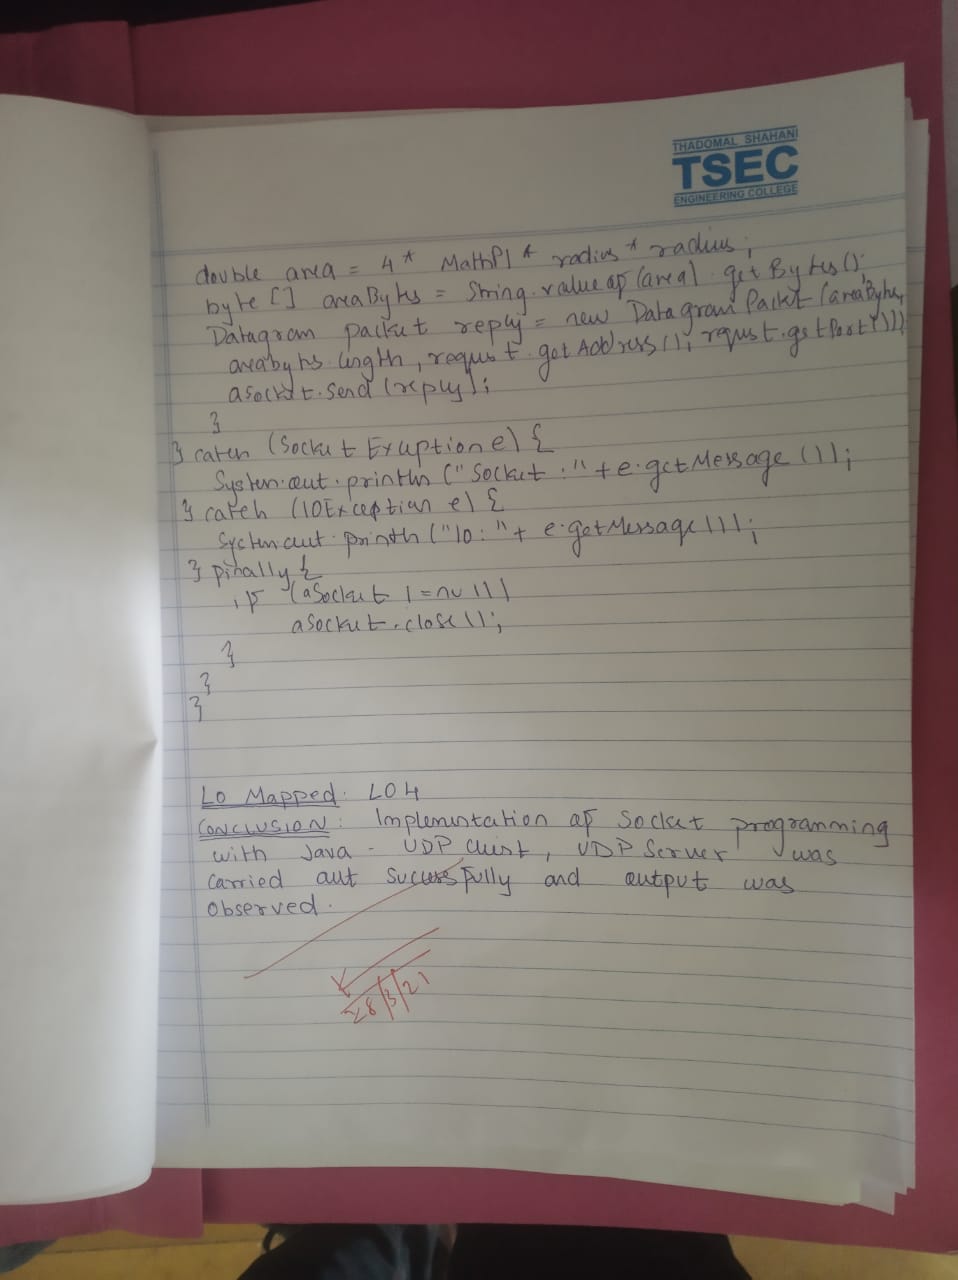 THADOMAL SHAHANI
TSEC
ENGINEERING COLLEGE
double area = 4 * MathPI * radius * radius;
byte [] areaBytes = String.valueof(area).getBytes();
Datagram packet reply = new DatagramPacket (areaBytes,
areabytes.length, request.getAddress(), request.getPort());
asocket.send (reply);
}
} catch (Socket Exception e) {
System.out.println ("Socket:" + e.getMessage());
} catch (IOException e) {
System out.println ("IO:" + e.getMessage());
} finally {
if (aSocket != null)
aSocket.close();
}
}
}
LO Mapped: LO4
CONCLUSION: Implementation of Socket programming
with Java - UDP Client, UDP Server was
carried out successfully and output was
observed.
28/3/21